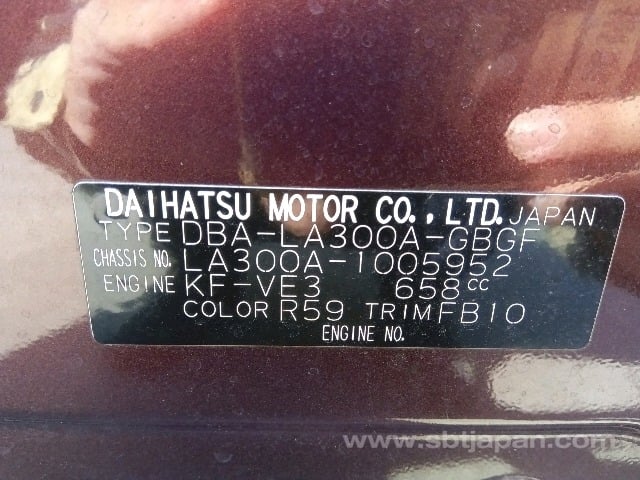 DAIHATSU MOTOR CO., LTD. JAPAN
TYPE DBA-LA300A-GBGF
CHASSIS NO. LA300A-1005952
ENGINE KF-VE3 658cc
COLOR R59 TRIM FB10
ENGINE NO.
www.sbtjapan.com